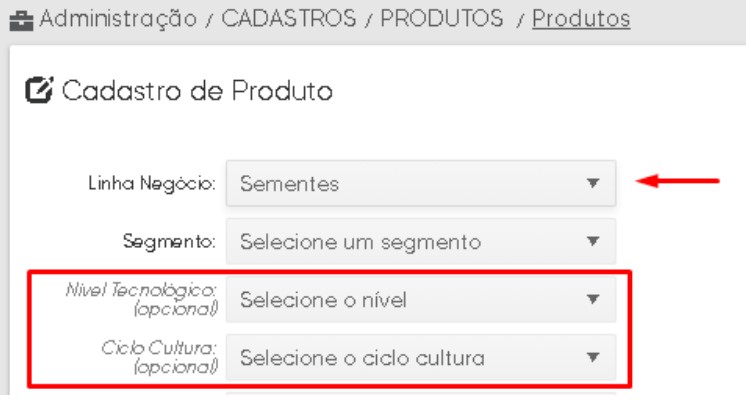 Administração / CADASTROS / PRODUTOS / Produtos
Cadastro de Produto
Linha Negócio: Sementes
Segmento: Selecione um segmento
Nível Tecnológico: (opcional) Selecione o nível
Ciclo Cultura: (opcional) Selecione o ciclo cultura